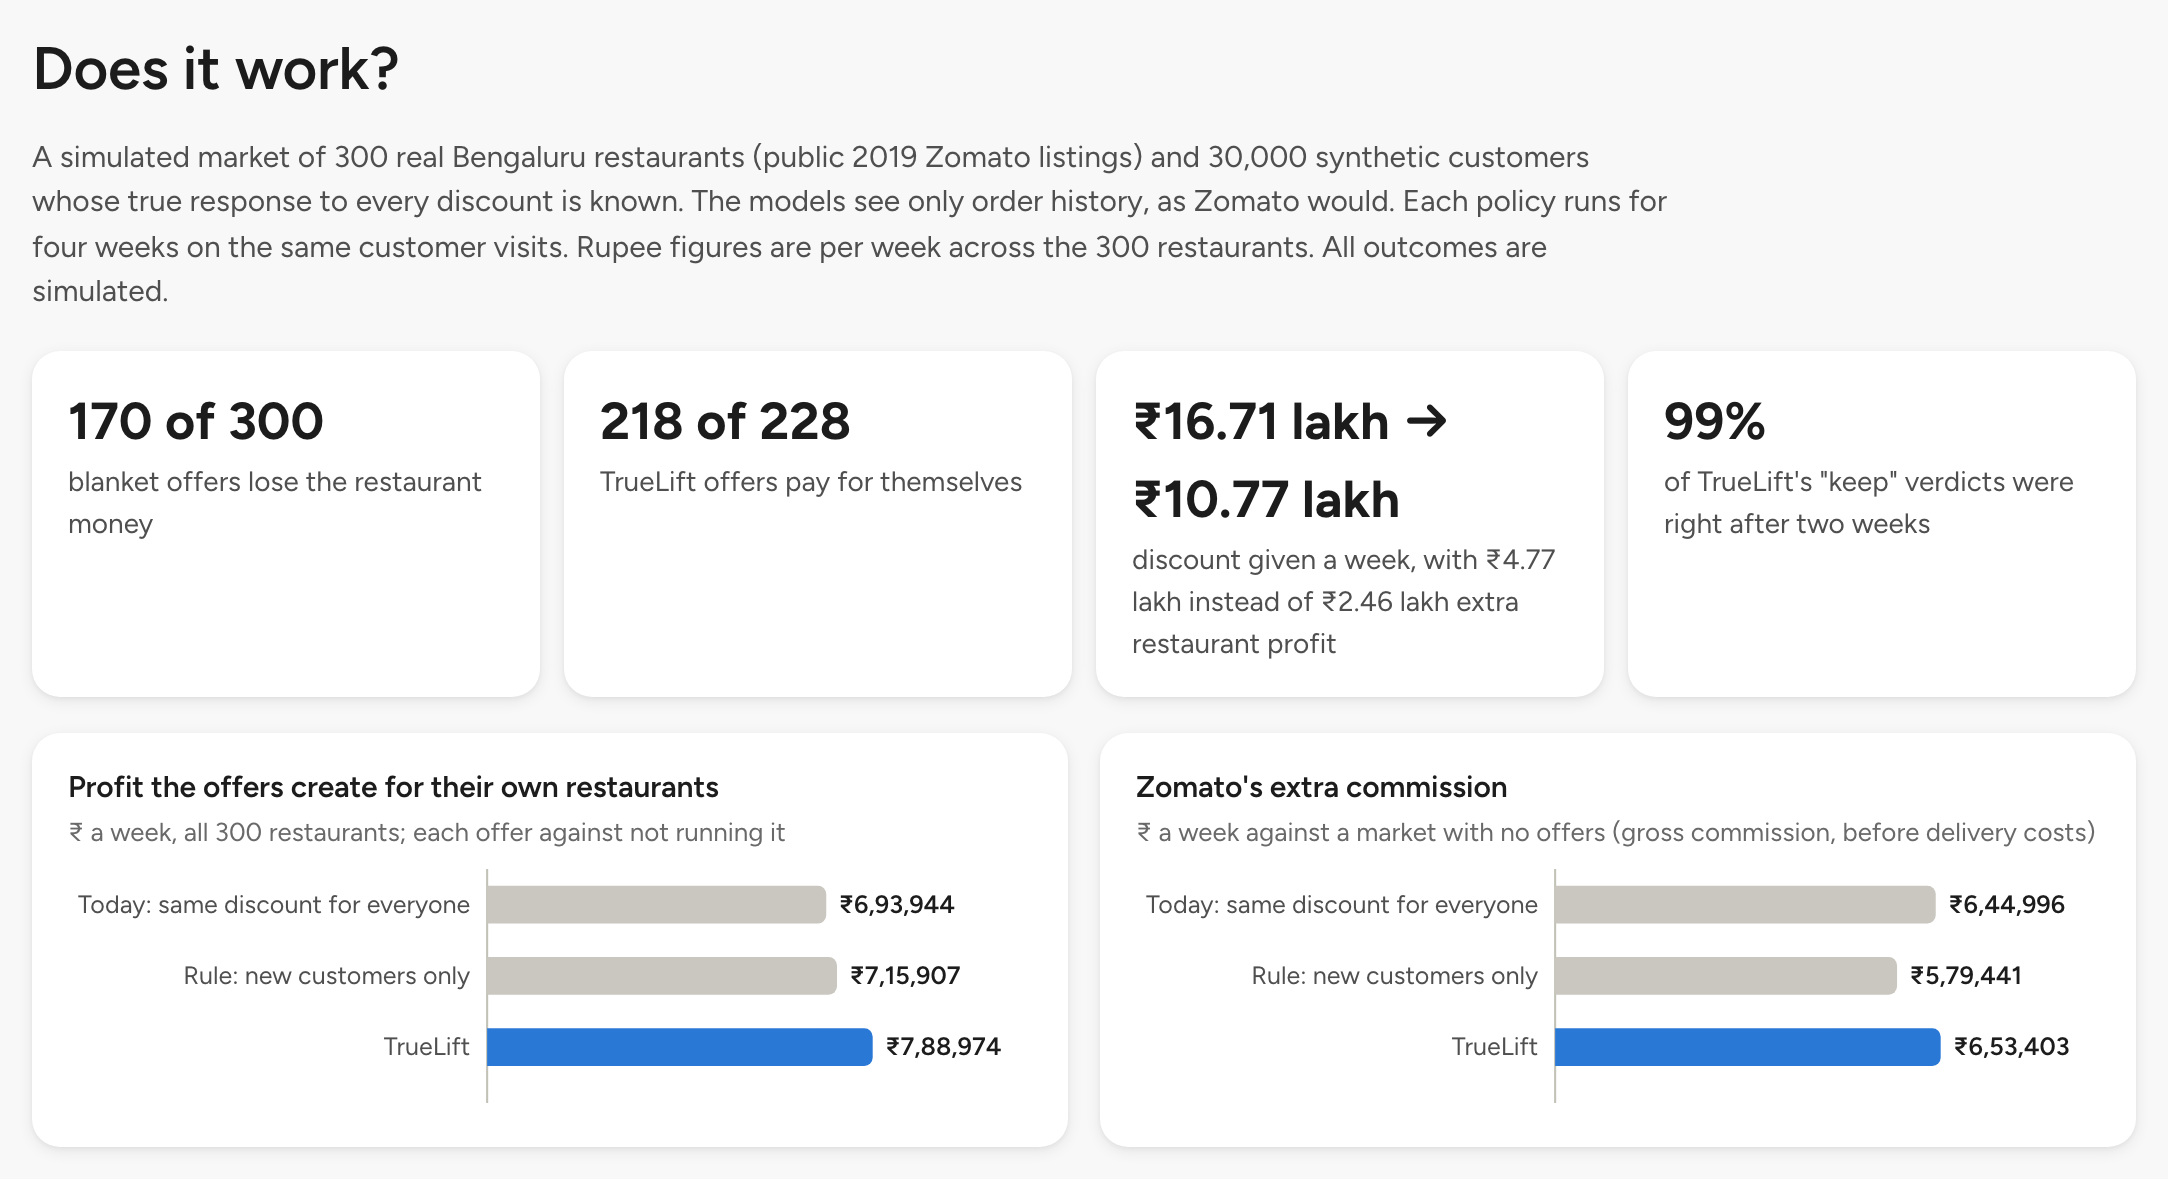 Does it work?
A simulated market of 300 real Bengaluru restaurants (public 2019 Zomato listings) and 30,000 synthetic customers
whose true response to every discount is known. The models see only order history, as Zomato would. Each policy runs for
four weeks on the same customer visits. Rupee figures are per week across the 300 restaurants. All outcomes are
simulated.
170 of 300
blanket offers lose the restaurant
money
218 of 228
TrueLift offers pay for themselves
₹16.71 lakh →
₹10.77 lakh
discount given a week, with ₹4.77
lakh instead of ₹2.46 lakh extra
restaurant profit
99%
of TrueLift's "keep" verdicts were
right after two weeks
Profit the offers create for their own restaurants
₹ a week, all 300 restaurants; each offer against not running it
Today: same discount for everyone ₹6,93,944
Rule: new customers only ₹7,15,907
TrueLift ₹7,88,974
Zomato's extra commission
₹ a week against a market with no offers (gross commission, before delivery costs)
Today: same discount for everyone ₹6,44,996
Rule: new customers only ₹5,79,441
TrueLift ₹6,53,403